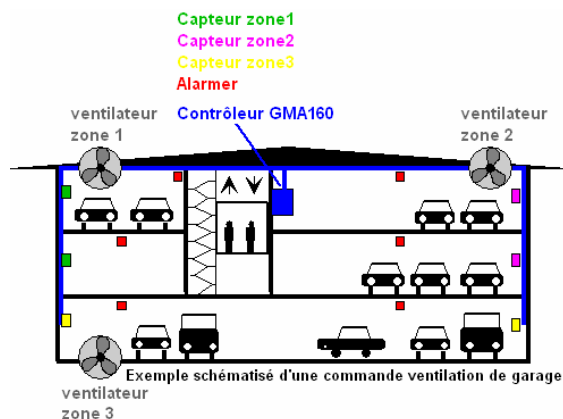 Capteur zone1
Capteur zone2
Capteur zone3
Alarmer
Contrôleur GMA160
ventilateur
zone 1
ventilateur
zone 2
Exemple schématisé d'une commande ventilation de garage
ventilateur
zone 3